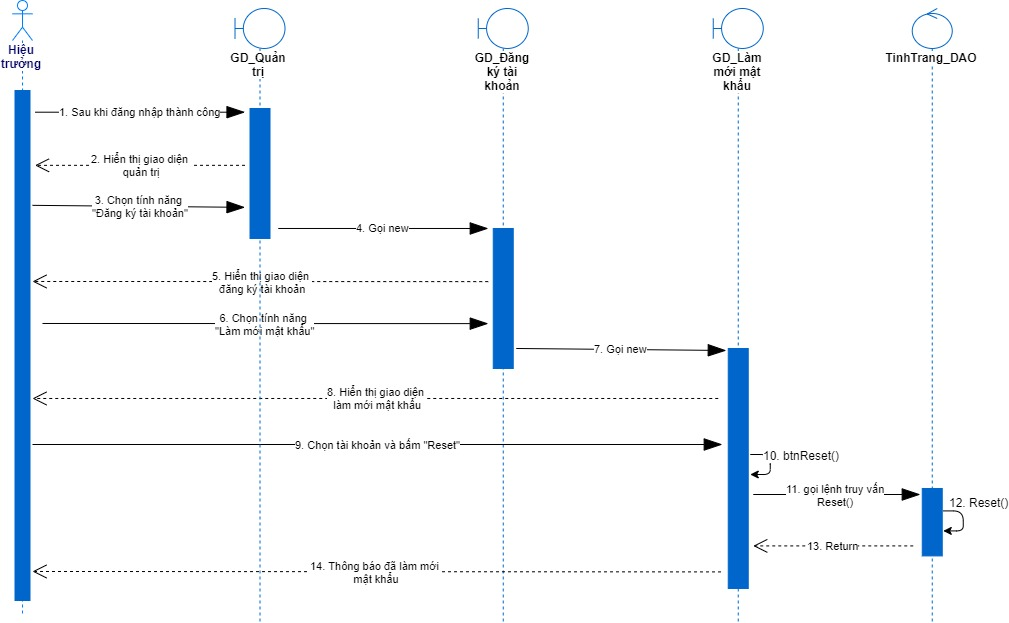 Hiệu
trưởng
GD_Quản
trị
GD_Đăng
ký tài
khoản
GD_Làm
mới mật
khẩu
TinhTrang_DAO
1. Sau khi đăng nhập thành công
2. Hiển thị giao diện
quản trị
3. Chọn tính năng
"Đăng ký tài khoản"
4. Gọi new
5. Hiển thị giao diện
đăng ký tài khoản
6. Chọn tính năng
"Làm mới mật khẩu"
7. Gọi new
8. Hiển thị giao diện
làm mới mật khẩu
9. Chọn tài khoản và bấm "Reset"
10. btnReset()
11. gọi lệnh truy vấn
Reset()
12. Reset()
13. Return
14. Thông báo đã làm mới
mật khẩu